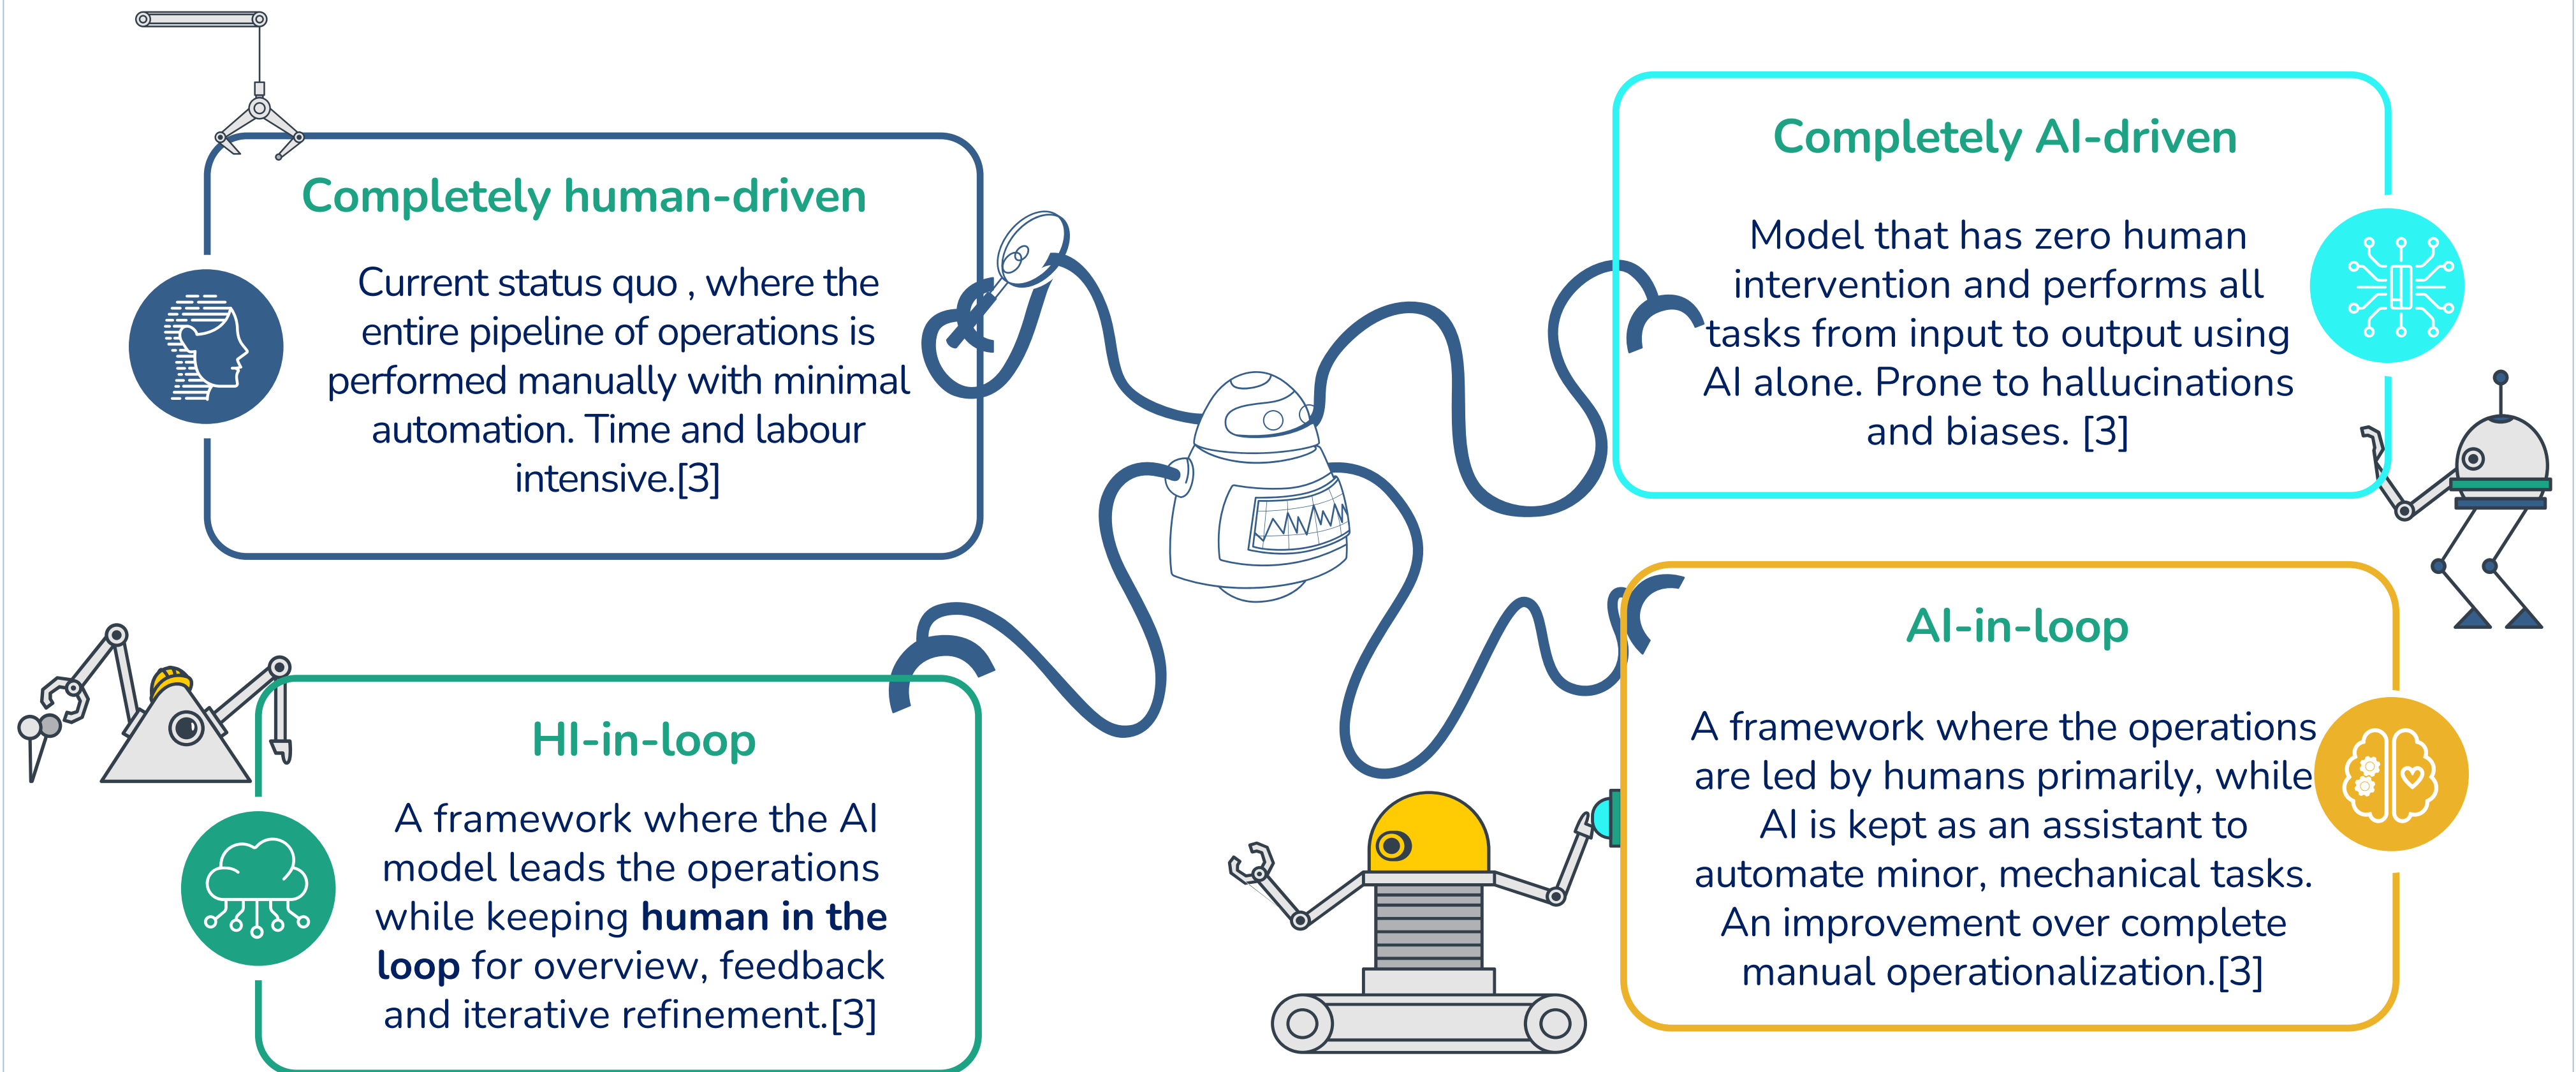 Completely human-driven
Current status quo , where the
entire pipeline of operations is
performed manually with minimal
automation. Time and labour
intensive.[3]
Completely AI-driven
Model that has zero human
intervention and performs all
tasks from input to output using
AI alone. Prone to hallucinations
and biases. [3]
HI-in-loop
A framework where the AI
model leads the operations
while keeping human in the
loop for overview, feedback
and iterative refinement.[3]
AI-in-loop
A framework where the operations
are led by humans primarily, while
AI is kept as an assistant to
automate minor, mechanical tasks.
An improvement over complete
manual operationalization.[3]